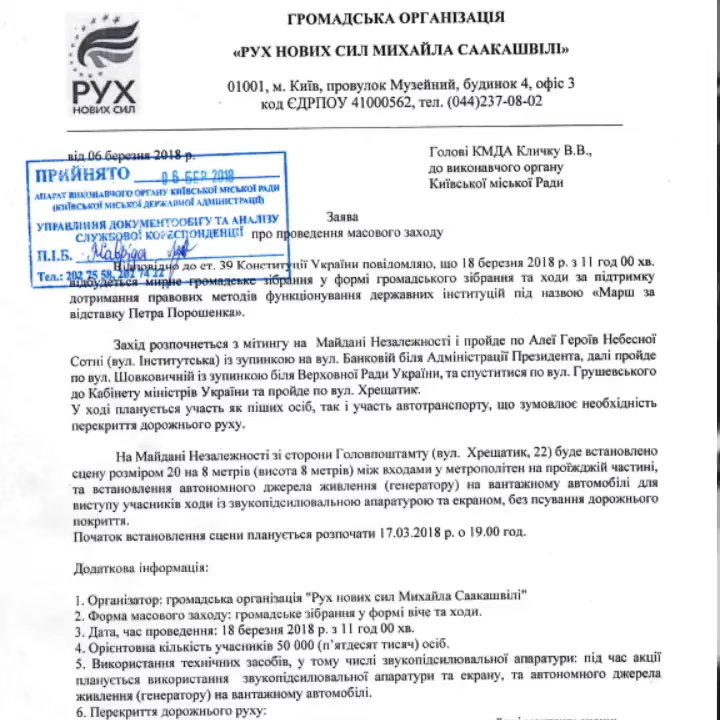 ГРОМАДСЬКА ОРГАНІЗАЦІЯ
«РУХ НОВИХ СИЛ МИХАЙЛА СААКАШВІЛІ»
РУХ
НОВИХ СИЛ
01001, м. Київ, провулок Музейний, будинок 4, офіс 3
код ЄДРПОУ 41000562, тел. (044)237-08-02
від 06 березня 2018 р.
Голові КМДА Кличку В.В.,
до виконавчого органу
Київської міської Ради
ПРИЙНЯТО 06 БЕР 2018
АПАРАТ ВИКОНАВЧОГО ОРГАНУ КИЇВСЬКОЇ МІСЬКОЇ РАДИ
(КИЇВСЬКОЇ МІСЬКОЇ ДЕРЖАВНОЇ АДМІНІСТРАЦІЇ)
УПРАВЛІННЯ ДОКУМЕНТООБІГУ ТА АНАЛІЗУ
СЛУЖБОВОЇ КОРЕСПОНДЕНЦІЇ
П.І.Б.
Тел.: 202 75 58, 202 74 22
Заява
про проведення масового заходу
Відповідно до ст. 39 Конституції України повідомляю, що 18 березня 2018 р. з 11 год 00 хв.
відбудеться мирне громадське зібрання у формі громадського зібрання та ходи за підтримку
дотримання правових методів функціонування державних інституцій під назвою «Марш за
відставку Петра Порошенка».
Захід розпочнеться з мітингу на Майдані Незалежності і пройде по Алеї Героїв Небесної
Сотні (вул. Інститутська) із зупинкою на вул. Банковій біля Адміністрації Президента, далі пройде
по вул. Шовковичній із зупинкою біля Верховної Ради України, та спуститися по вул. Грушевського
до Кабінету міністрів України та пройде по вул. Хрещатик.
У ході планується участь як піших осіб, так і участь автотранспорту, що зумовлює необхідність
перекриття дорожнього руху.
На Майдані Незалежності зі сторони Головпоштамту (вул. Хрещатик, 22) буде встановлено
сцену розміром 20 на 8 метрів (висота 8 метрів) між входами у метрополітен на проїжджій частині,
та встановлення автономного джерела живлення (генератору) на вантажному автомобілі для
виступу учасників ходи із звукопідсилювальною апаратурою та екраном, без псування дорожнього
покриття.
Початок встановлення сцени планується розпочати 17.03.2018 р. о 19.00 год.
Додаткова інформація:
1. Організатор: громадська організація "Рух нових сил Михайла Саакашвілі"
2. Форма масового заходу: громадське зібрання у формі віче та ходи.
3. Дата, час проведення: 18 березня 2018 р. з 11 год 00 хв.
4. Орієнтовна кількість учасників 50 000 (п’ятдесят тисяч) осіб.
5. Використання технічних засобів, у тому числі звукопідсилювальної апаратури: під час акції
планується використання звукопідсилювальної апаратури та екрану, та автономного джерела
живлення (генератору) на вантажному автомобілі.
6. Перекриття дорожнього руху: